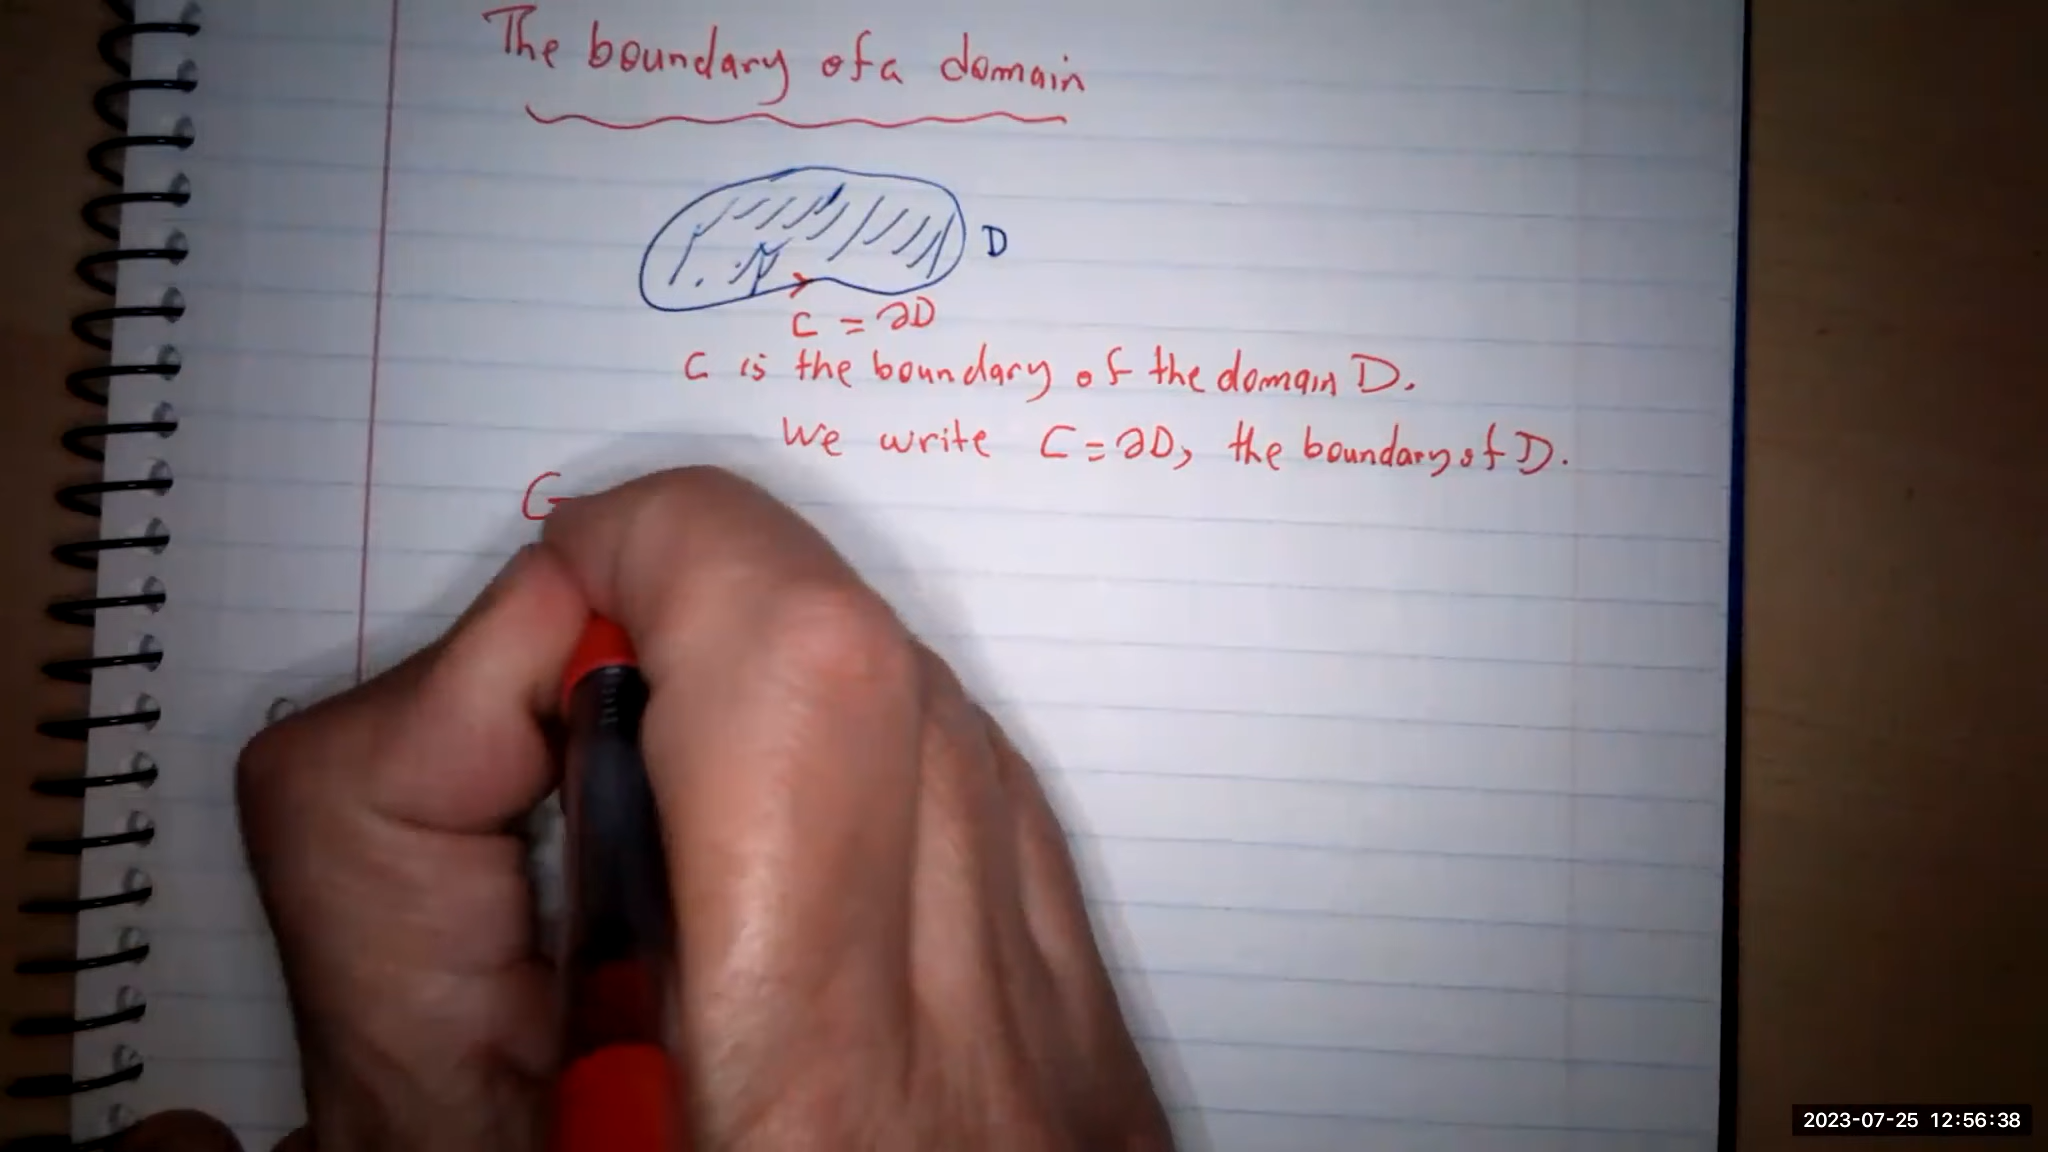 The boundary of a domain
D
C = ∂D
C is the boundary of the domain D.
We write C = ∂D, the boundary of D.
G
2023-07-25 12:56:38